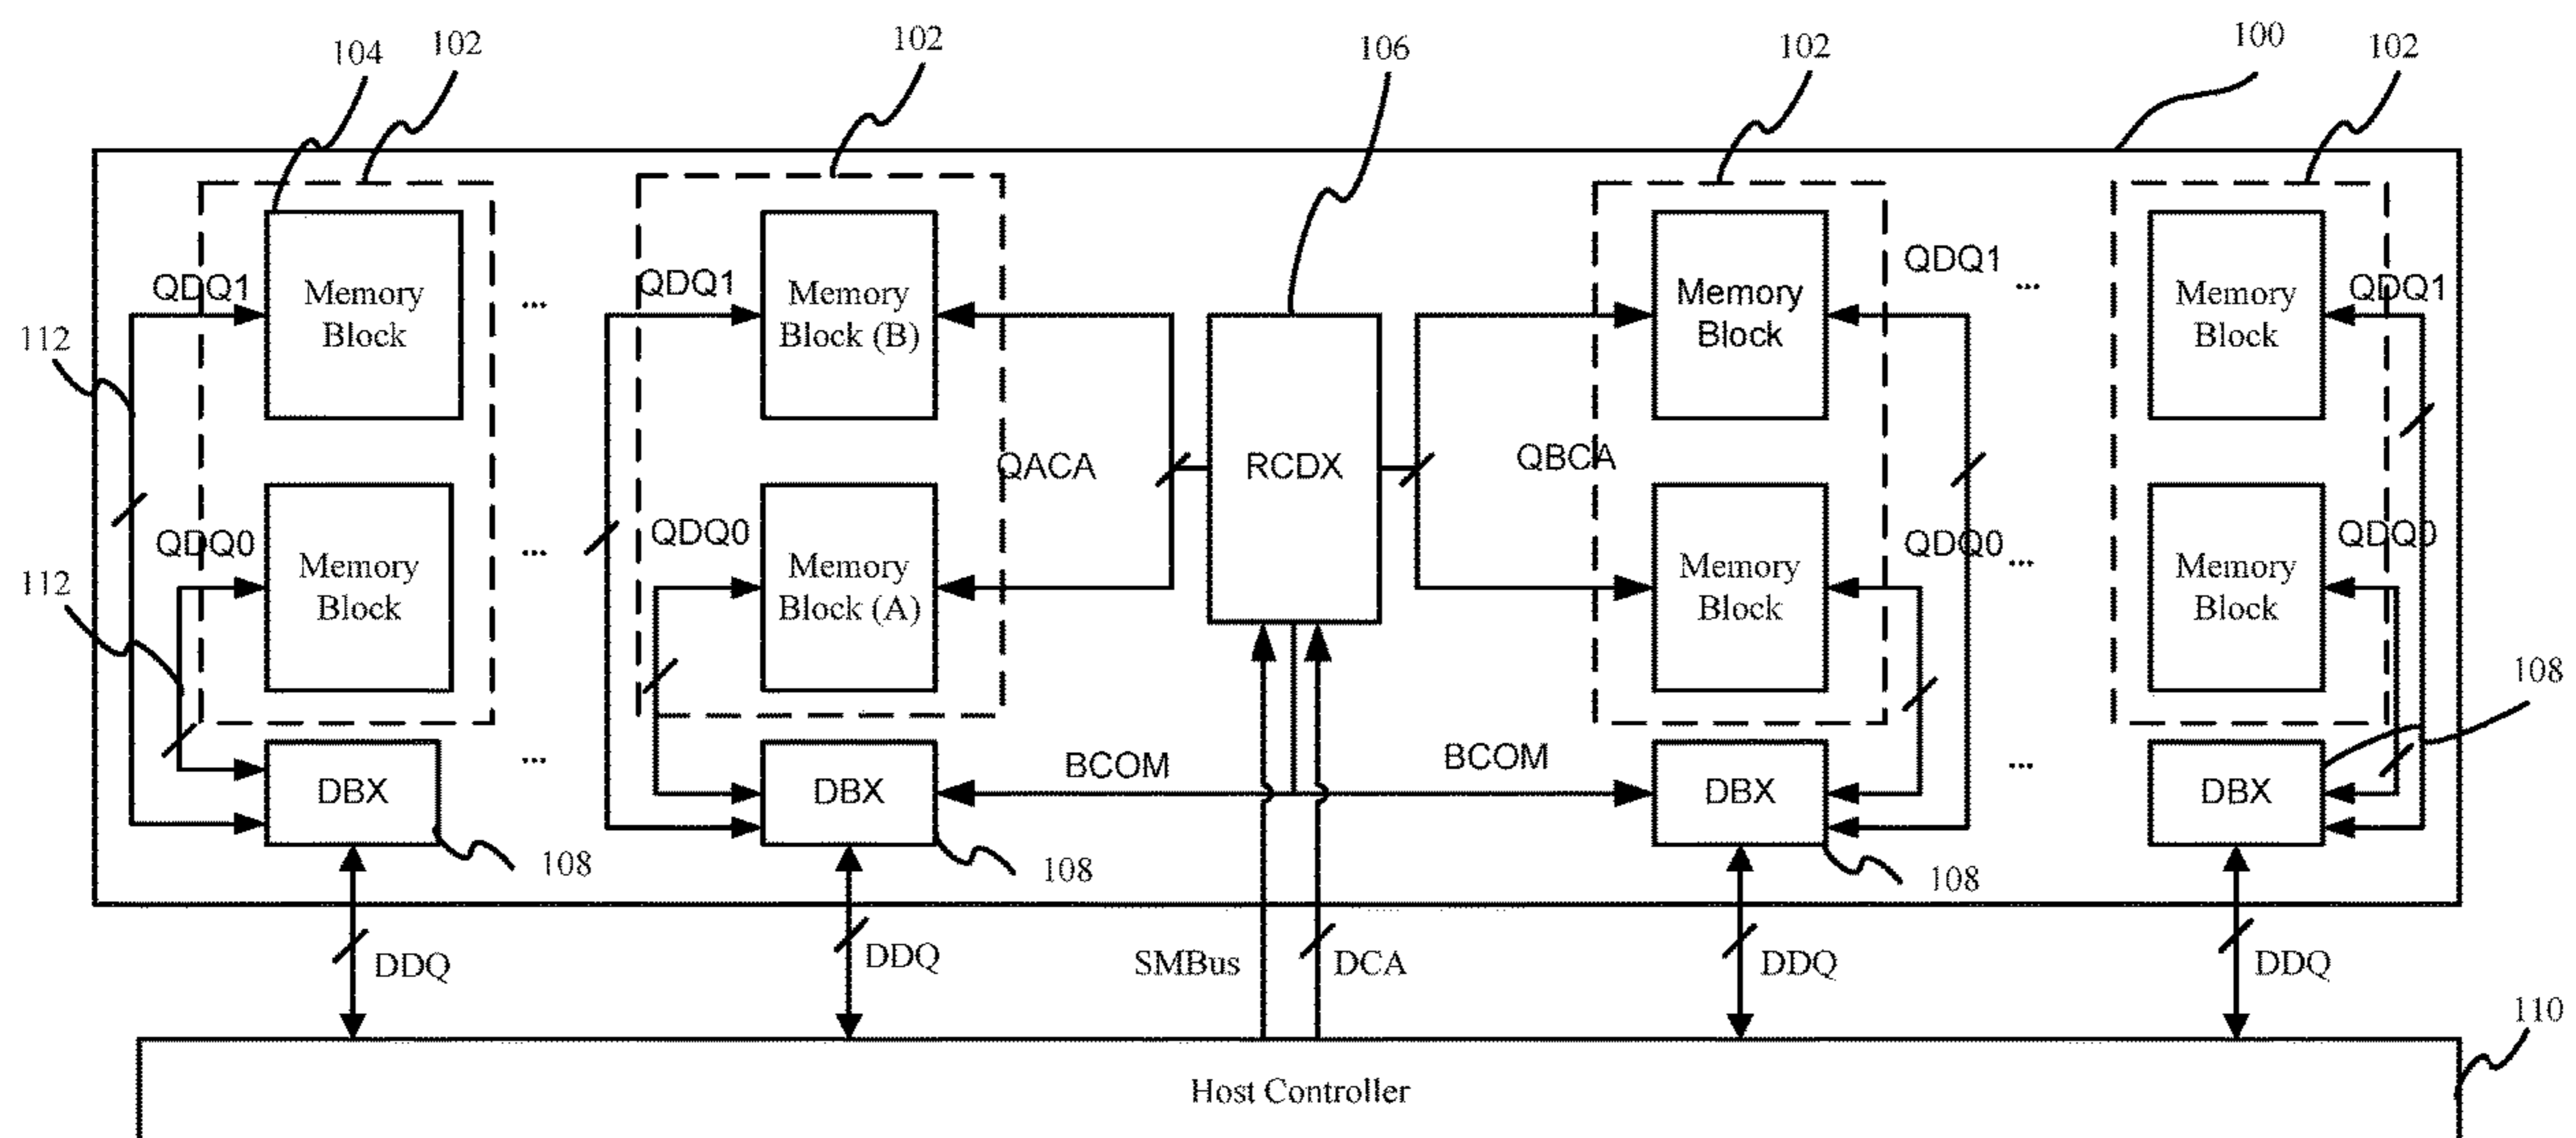 104
102
102
106
102
100
102
QDQ1
Memory
Block
...
QDQ1
Memory
Block (B)
Memory
Block
QDQ1
...
Memory
Block
QDQ1
112
QACA
RCDX
QBCA
QDQ0
Memory
Block
...
QDQ0
Memory
Block (A)
Memory
Block
QDQ0
...
Memory
Block
QDQ0
112
108
DBX
...
DBX
BCOM
BCOM
DBX
...
DBX
108
108
108
DDQ
DDQ
SMBus
DCA
DDQ
DDQ
110
Host Controller